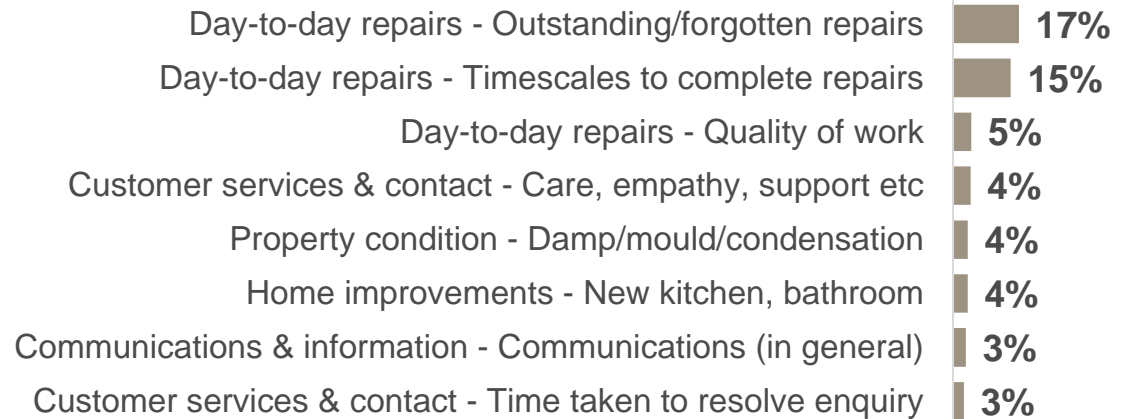 Day-to-day repairs - Outstanding/forgotten repairs 17%
Day-to-day repairs - Timescales to complete repairs 15%
Day-to-day repairs - Quality of work 5%
Customer services & contact - Care, empathy, support etc 4%
Property condition - Damp/mould/condensation 4%
Home improvements - New kitchen, bathroom 4%
Communications & information - Communications (in general) 3%
Customer services & contact - Time taken to resolve enquiry 3%